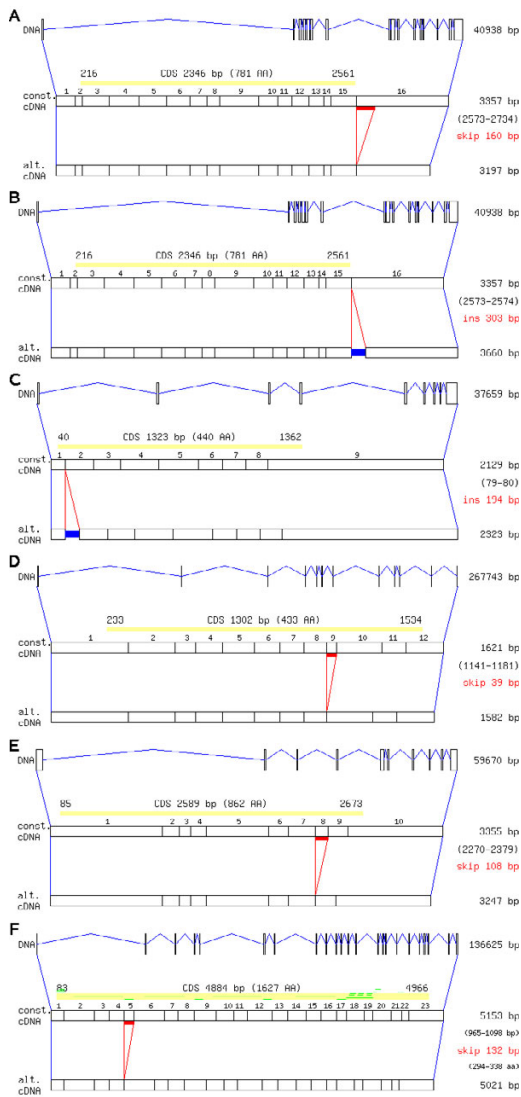 A
DNA 40938 bp
216 CDS 2346 bp (781 AA) 2561
const. 1 2 3 4 5 6 7 8 9 10 11 12 13 14 15 16 3357 bp
cDNA (2573-2734)
skip 160 bp
alt. 3197 bp
cDNA
B
DNA 40938 bp
216 CDS 2346 bp (781 AA) 2561
const. 1 2 3 4 5 6 7 8 9 10 11 12 13 14 15 16 3357 bp
cDNA (2573-2574)
ins 303 bp
alt. 3660 bp
cDNA
C
DNA 37659 bp
40 CDS 1323 bp (440 AA) 1362
const. 1 2 3 4 5 6 7 8 9 2129 bp
cDNA (79-80)
ins 194 bp
alt. 2323 bp
cDNA
D
DNA 267743 bp
233 CDS 1302 bp (433 AA) 1534
const. 1 2 3 4 5 6 7 8 9 10 11 12 1621 bp
cDNA (1141-1181)
skip 39 bp
alt. 1582 bp
cDNA
E
DNA 59670 bp
85 CDS 2589 bp (862 AA) 2673
const. 1 2 3 4 5 6 7 8 9 10 3355 bp
cDNA (2270-2379)
skip 108 bp
alt. 3247 bp
cDNA
F
DNA 136625 bp
83 CDS 4884 bp (1627 AA) 4966
const. 1 2 3 4 5 6 7 8 9 10 11 12 13 14 15 16 17 18 19 20 21 22 23 5153 bp
cDNA (965-1098 bp)
skip 132 bp
alt. (294-338 aa)
cDNA 5021 bp